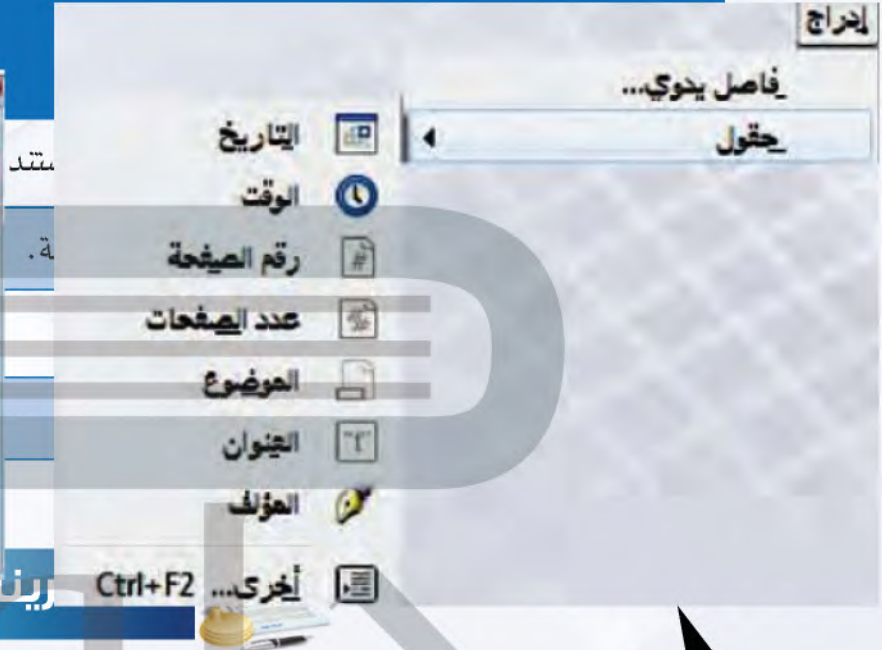 إدراج
فاصل يدوي...
حقول
التاريخ
الوقت
رقم الصفحة
عدد الصفحات
الموضوع
العنوان
المؤلف
أخرى... Ctrl+F2